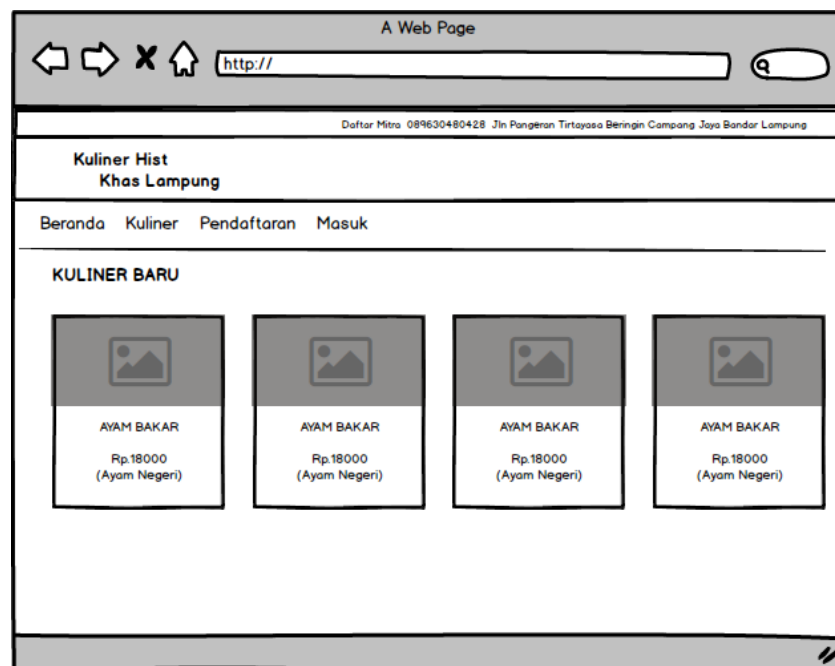 A Web Page
http://
Daftar Mitra 089630480428 Jln Pangeran Tirtayasa Beringin Campang Jaya Bandar Lampung
Kuliner Hist
Khas Lampung
Beranda Kuliner Pendaftaran Masuk
KULINER BARU
AYAM BAKAR AYAM BAKAR AYAM BAKAR AYAM BAKAR
Rp.18000 Rp.18000 Rp.18000 Rp.18000
(Ayam Negeri) (Ayam Negeri) (Ayam Negeri) (Ayam Negeri)